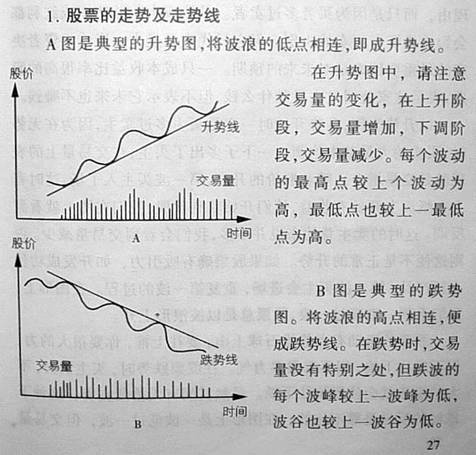 1. 股票的走势及走势线
A图是典型的升势图,将波浪的低点相连,即成升势线。
股价
升势线
交易量
A
时间
在升势图中，请注意
交易量的变化，在上升阶
段，交易量增加，下调阶
段,交易量减少。每个波动
的最高点较上个波动为
高，最低点也较上一最低
点为高。
股价
跌势线
交易量
时间
B
B 图是典型的跌势
图。将波浪的高点相连,便
成跌势线。在跌势时,交易
量没有特别之处,但跌波的
每个波峰较上一波峰为低，
波谷也较上一波谷为低。
27